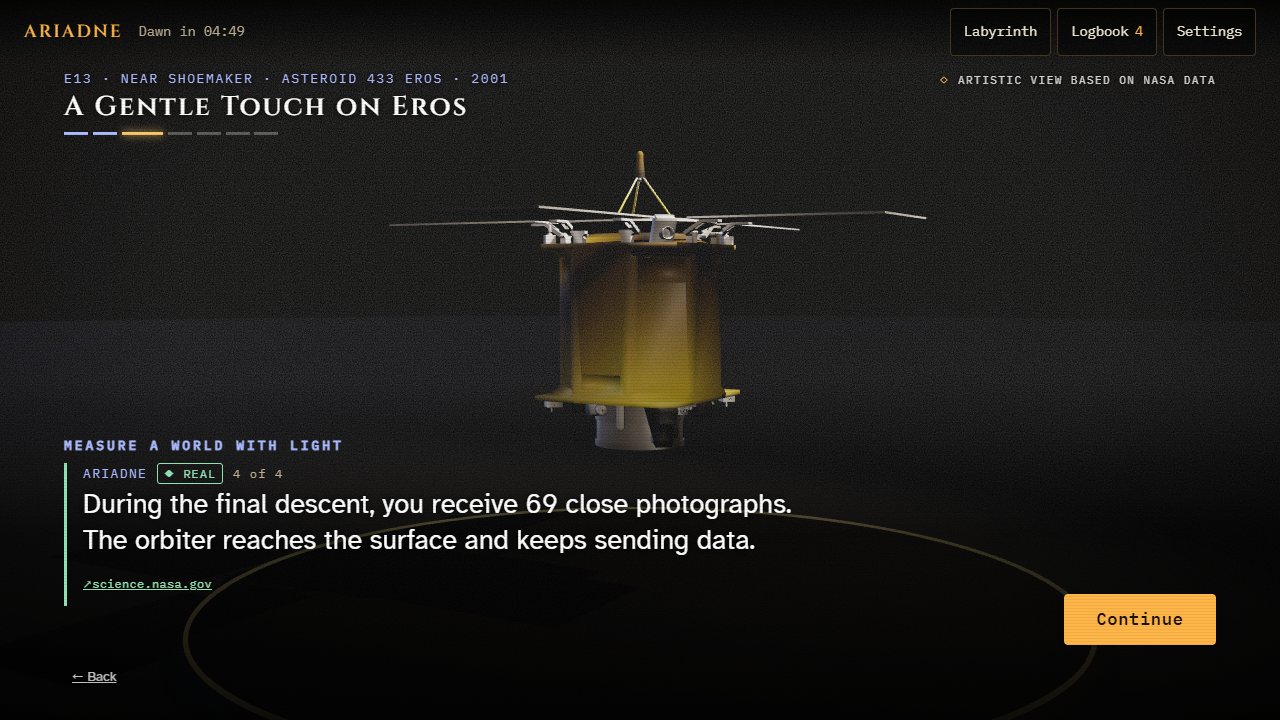 ARIADNE Dawn in 04:49 Labyrinth Logbook 4 Settings
E13 · NEAR SHOEMAKER · ASTEROID 433 EROS · 2001
◇ ARTISTIC VIEW BASED ON NASA DATA
A Gentle Touch on Eros
MEASURE A WORLD WITH LIGHT
ARIADNE ◆ REAL 4 of 4
During the final descent, you receive 69 close photographs.
The orbiter reaches the surface and keeps sending data.
↗science.nasa.gov
Continue
← Back